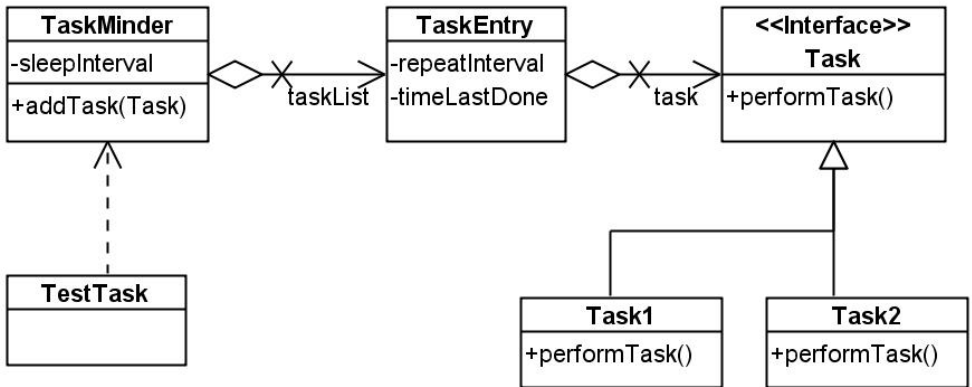 TaskMinder
-sleepInterval
+addTask(Task)
taskList
TaskEntry
-repeatInterval
-timeLastDone
task
<<Interface>>
Task
+performTask()
TestTask
Task1
+performTask()
Task2
+performTask()